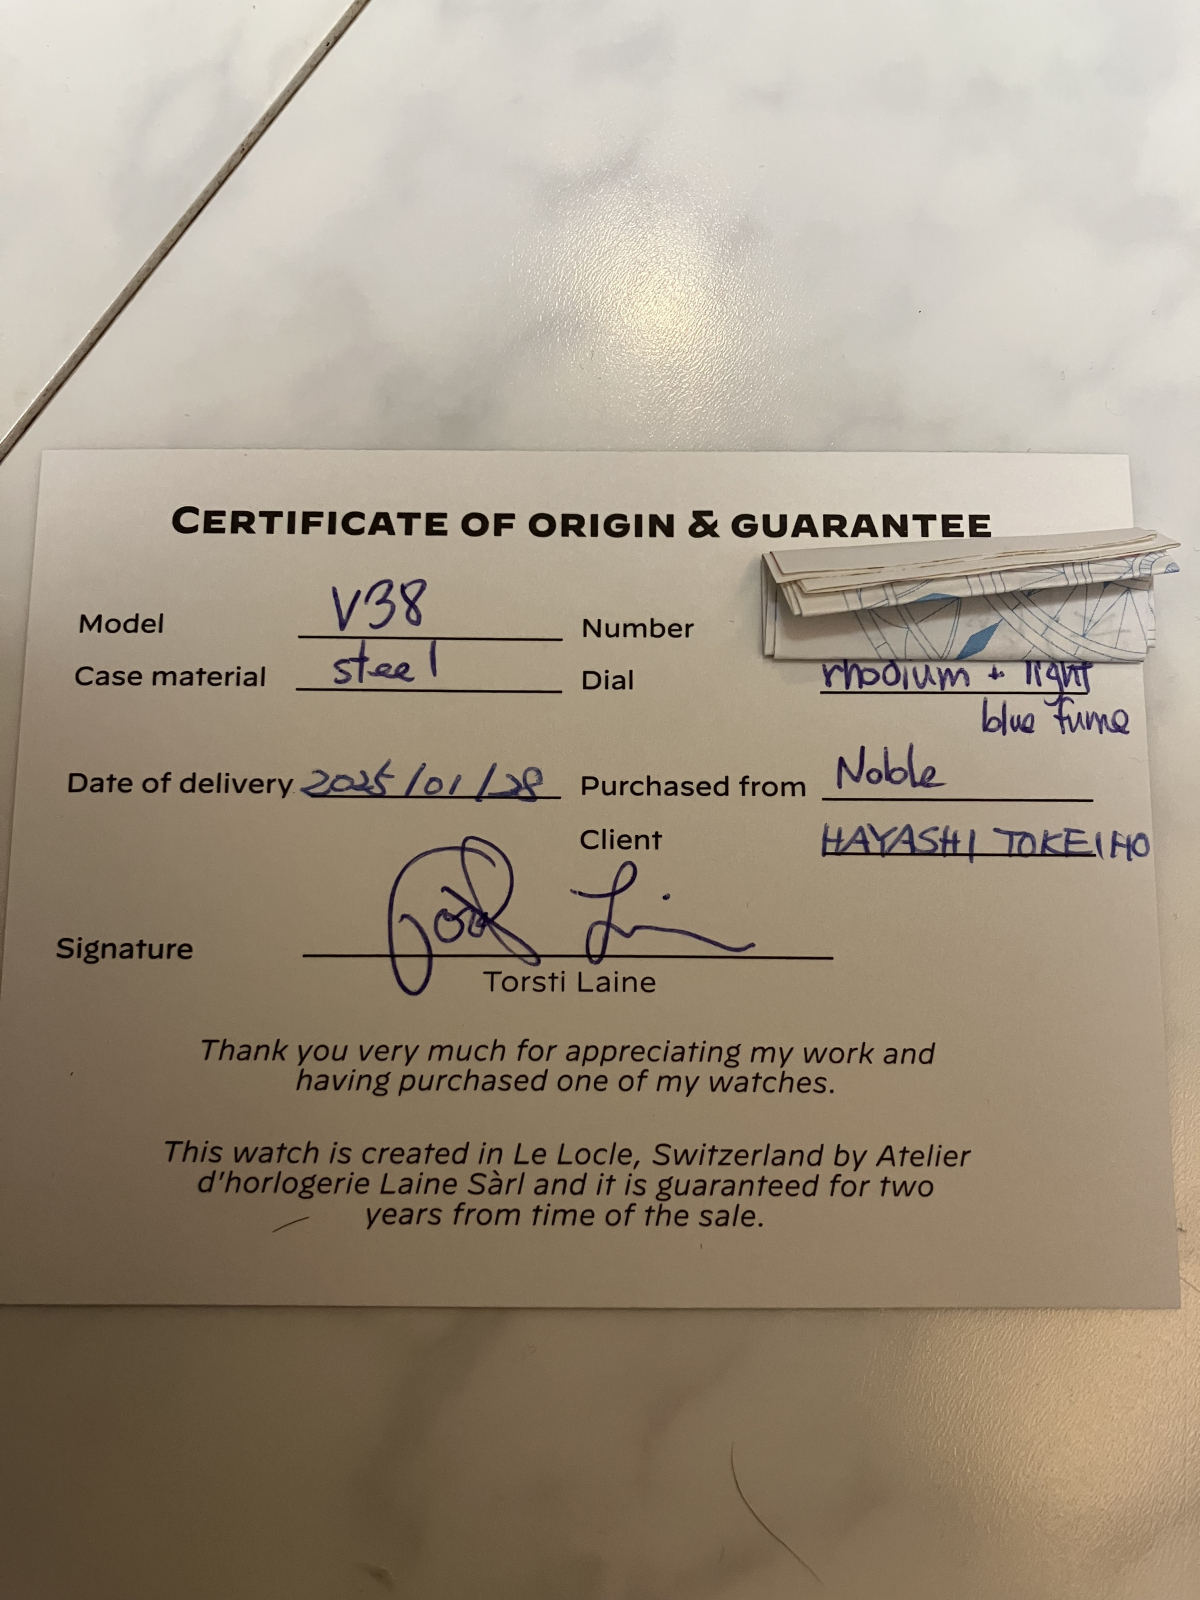 CERTIFICATE OF ORIGIN & GUARANTEE
Model V38 Number
Case material steel Dial rhodium + light
blue fume
Date of delivery 2025/01/28 Purchased from Noble
Client HAYASHI TOKEIHO
Signature
Torsti Laine
Thank you very much for appreciating my work and
having purchased one of my watches.
This watch is created in Le Locle, Switzerland by Atelier
d'horlogerie Laine Sàrl and it is guaranteed for two
years from time of the sale.